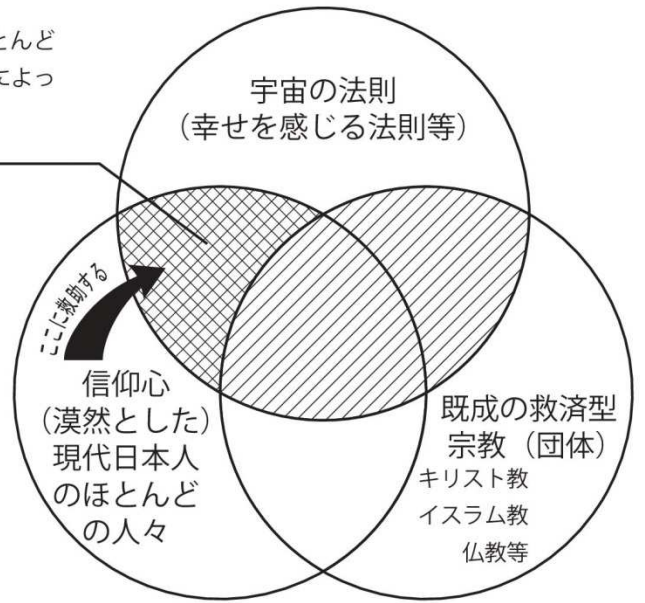 とんど
によっ
宇宙の法則
（幸せを感じる法則等）
ここに救助する
信仰心
（漠然とした）
現代日本人
のほとんど
の人々
既成の救済型
宗教（団体）
キリスト教
イスラム教
仏教等